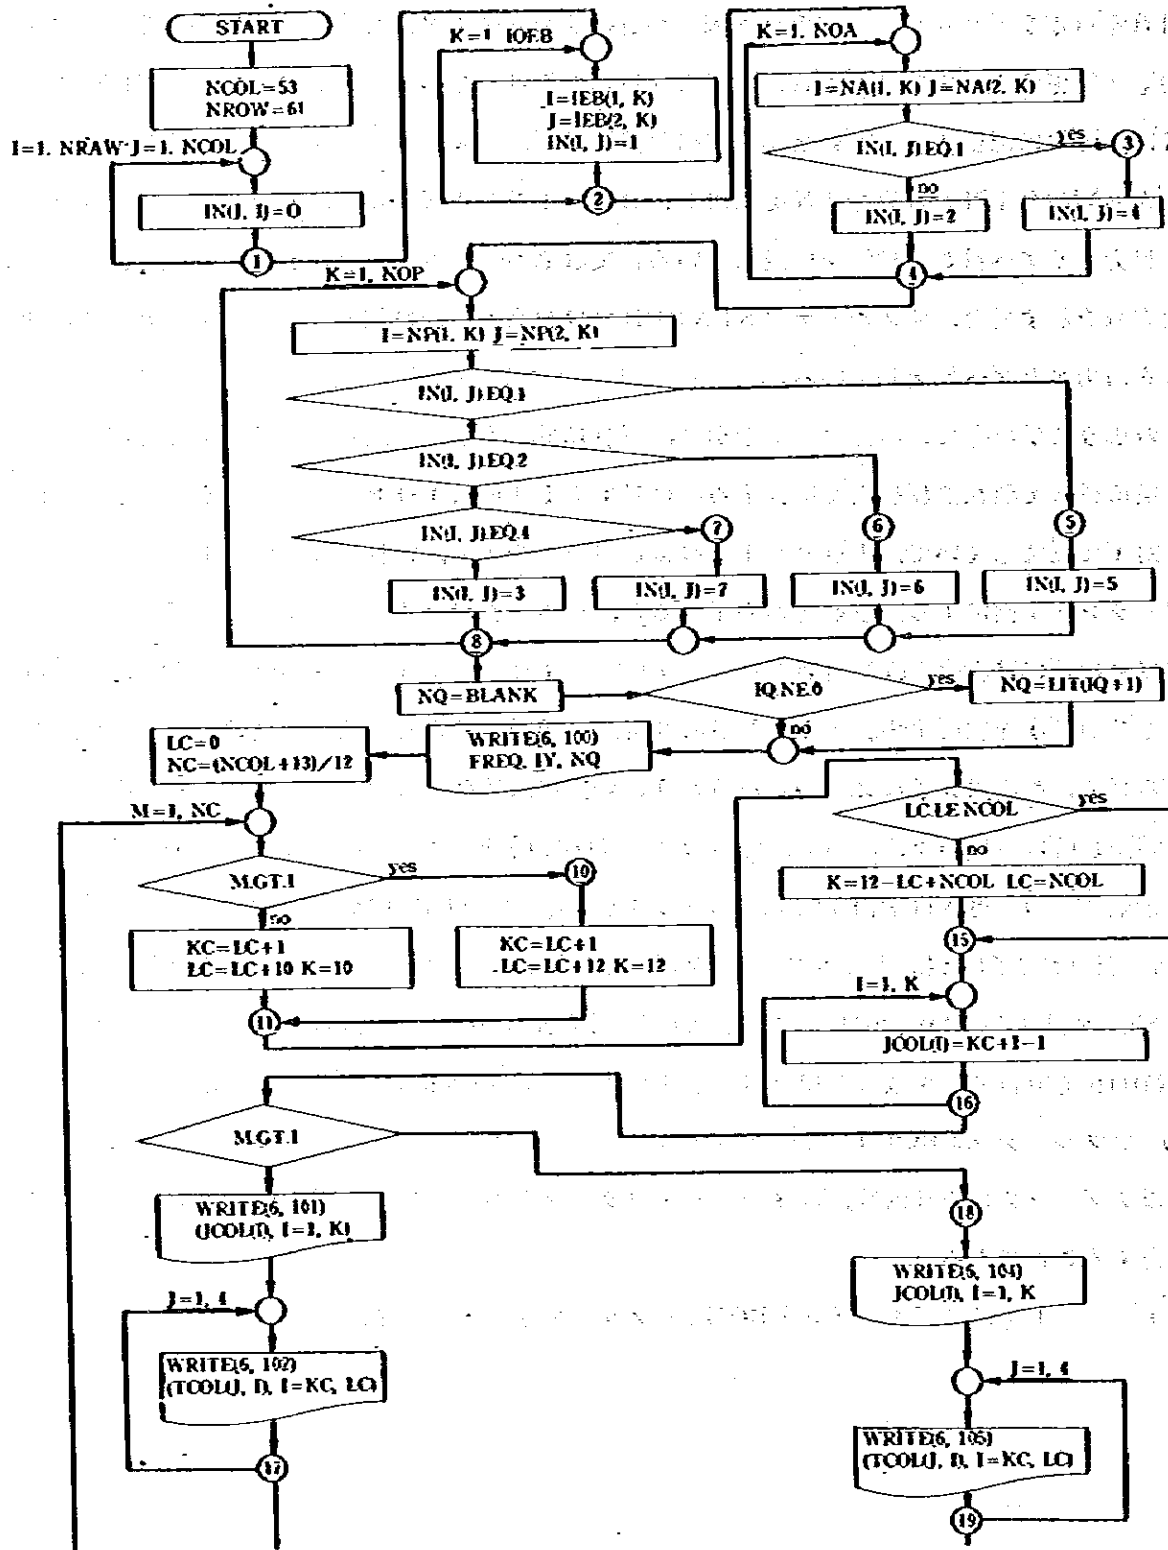 START
NCOL=53
NROW=61
I=1. NRAW J=1. NCOL
IN(J, I)=0
1
K=1 IOEB
I=IEB(1, K)
J=IEB(2, K)
IN(I, J)=1
2
K=1. NOA
I=NA(1, K) J=NA(2, K)
IN(I, J).EQ.1
yes
3
no
IN(I, J)=2
IN(I, J)=4
4
K=1, NOP
I=NP(1, K) J=NP(2, K)
IN(I, J).EQ.1
IN(I, J).EQ.2
IN(I, J).EQ.4
7
6
5
IN(I, J)=3
IN(I, J)=7
IN(I, J)=6
IN(I, J)=5
8
NQ=BLANK
IQ.NE.0
yes
NQ=LIT(IQ+1)
no
WRITE(6, 100)
FREQ. IY, NQ
LC=0
NC=(NCOL+13)/12
M=1, NC
M.GT.1
yes
10
no
KC=LC+1
LC=LC+10 K=10
KC=LC+1
LC=LC+12 K=12
11
LC.LE.NCOL
yes
no
K=12-LC+NCOL LC=NCOL
15
I=1, K
JCOL(I)=KC+I-1
16
M.GT.1
WRITE(6, 101)
(JCOL(I), I=1, K)
J=1, 4
WRITE(6, 102)
(TCOL(J, I), I=KC, LC)
17
18
WRITE(6, 104)
JCOL(I), I=1, K
J=1, 4
WRITE(6, 105)
(TCOL(J, I), I=KC, LC)
19